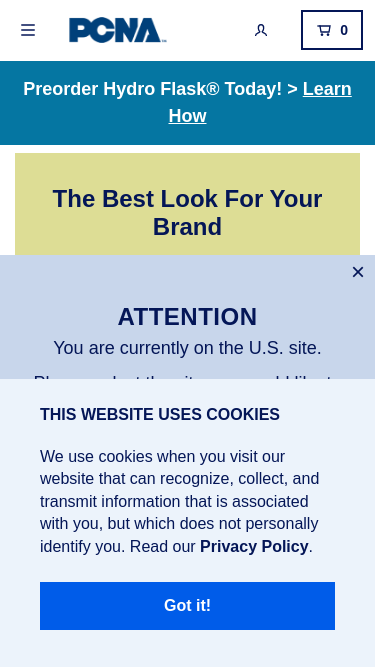 PCNA
0
Preorder Hydro Flask® Today! > Learn
How
The Best Look For Your
Brand
ATTENTION
You are currently on the U.S. site.
THIS WEBSITE USES COOKIES
We use cookies when you visit our
website that can recognize, collect, and
transmit information that is associated
with you, but which does not personally
identify you. Read our Privacy Policy.
Got it!